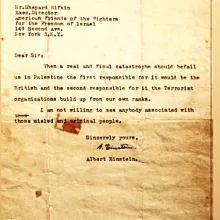 Mr.Shepard Rifkin
Exec.Director
American Friends of the Fighters
for the Freedom of Israel
149 Second Ave.
New York 3,N.Y.
Dear Sir:
When a real and final catastrophe should befall
us in Palestine the first responsible for it would be the
British and the second responsible for it the Terrorist
organizations build up from our own ranks.
I am not willing to see anybody associated with
those misled and criminal people.
Sincerely yours,
A. Einstein.
Albert Einstein.